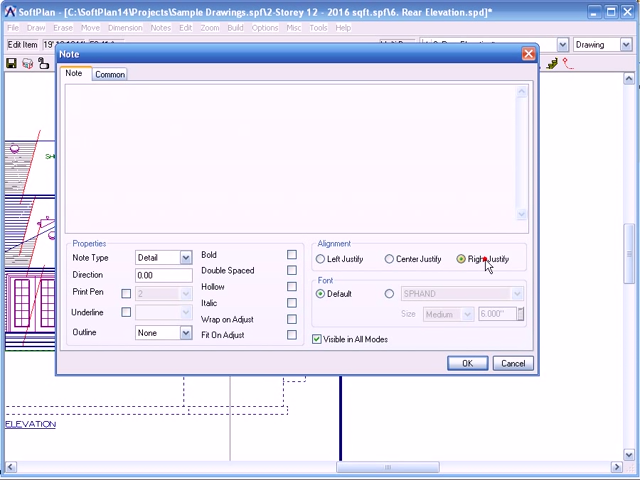 SoftPlan - [C:\SoftPlan14\Projects\Sample Drawings.spf\2-Storey 12 - 2016 sqft.spf\6. Rear Elevation.spd]*
File Draw Erase Move Dimension Notes Edit Zoom Build Options Misc Tools Help
Edit Item
Drawing
Note
Note Common
Properties
Note Type Detail
Direction 0.00
Print Pen 2
Underline
Outline None
Bold
Double Spaced
Hollow
Italic
Wrap on Adjust
Fit On Adjust
Alignment
Left Justify Center Justify Right Justify
Font
Default SPHAND
Size Medium 6.000"
Visible in All Modes
OK Cancel
ELEVATION